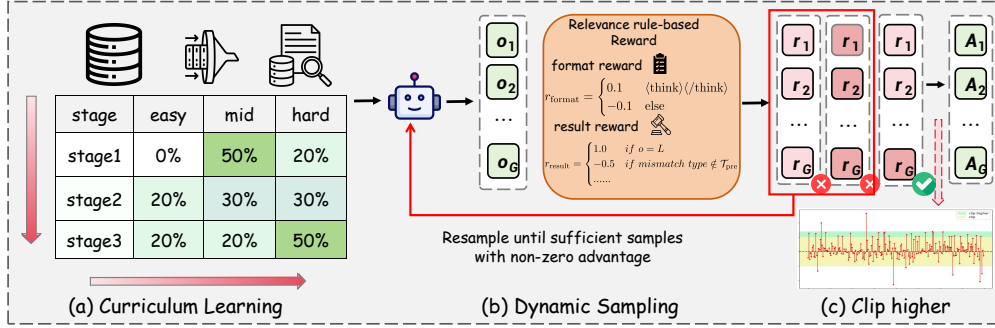 stage easy mid hard
stage1 0% 50% 20%
stage2 20% 30% 30%
stage3 20% 20% 50%
(a) Curriculum Learning
o1
o2
...
oG
Relevance rule-based
Reward
format reward
r_format = { 0.1 ⟨think⟩⟨/think⟩
−0.1 else
result reward
r_result = { 1.0 if o = L
−0.5 if mismatch type ∉ T_pre
......
Resample until sufficient samples
with non-zero advantage
(b) Dynamic Sampling
r1 r1 r1 A1
r2 r2 r2 A2
... ... ... ...
rG rG rG AG
clip higher
clip
(c) Clip higher